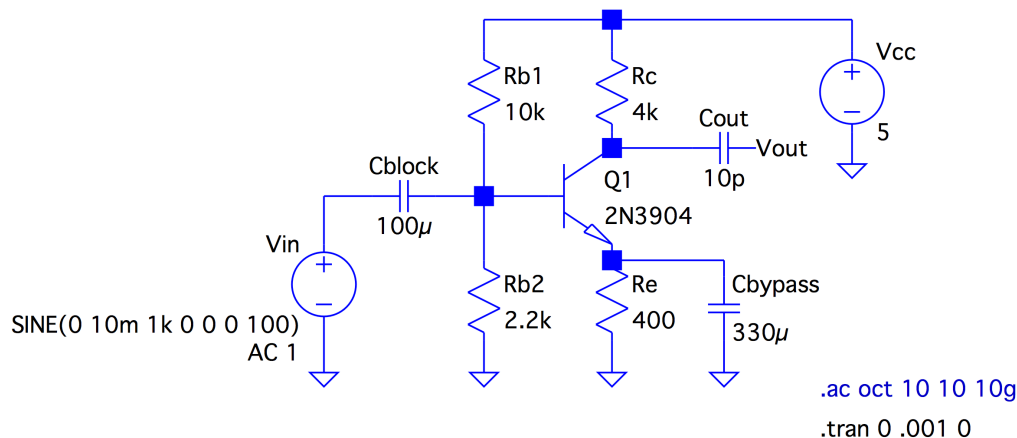 Vcc
Rb1
10k
Rc
4k
Cout
5
Vout
Cblock
10p
Q1
100µ
2N3904
Vin
Rb2
2.2k
Re
400
Cbypass
330µ
SINE(0 10m 1k 0 0 0 100)
AC 1
.ac oct 10 10 10g
.tran 0 .001 0